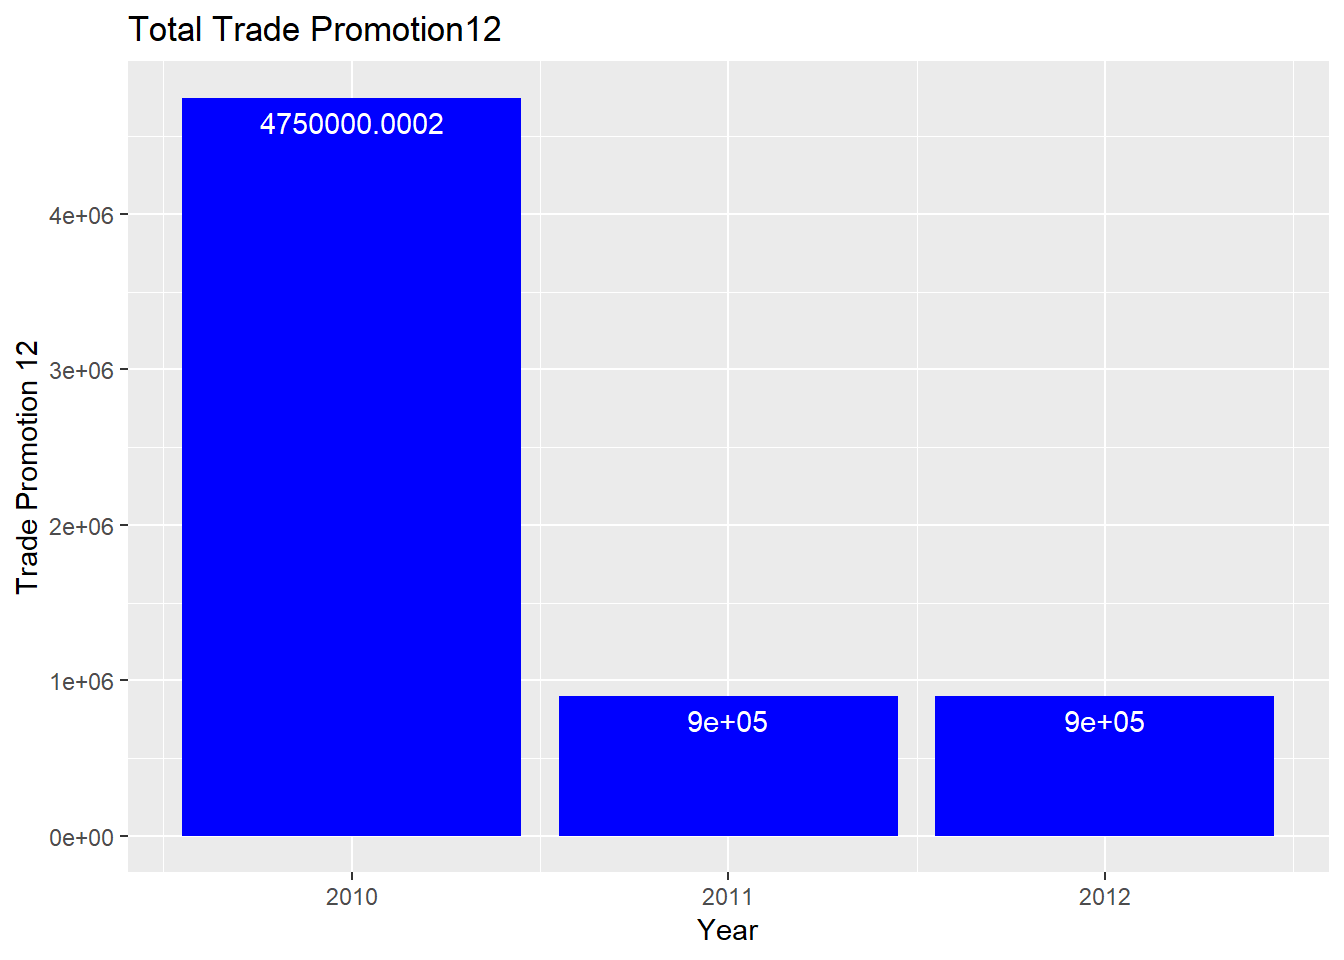 Total Trade Promotion12
4750000.0002
4e+06
3e+06
Trade Promotion 12
2e+06
1e+06
9e+05
9e+05
0e+00
2010
2011
2012
Year